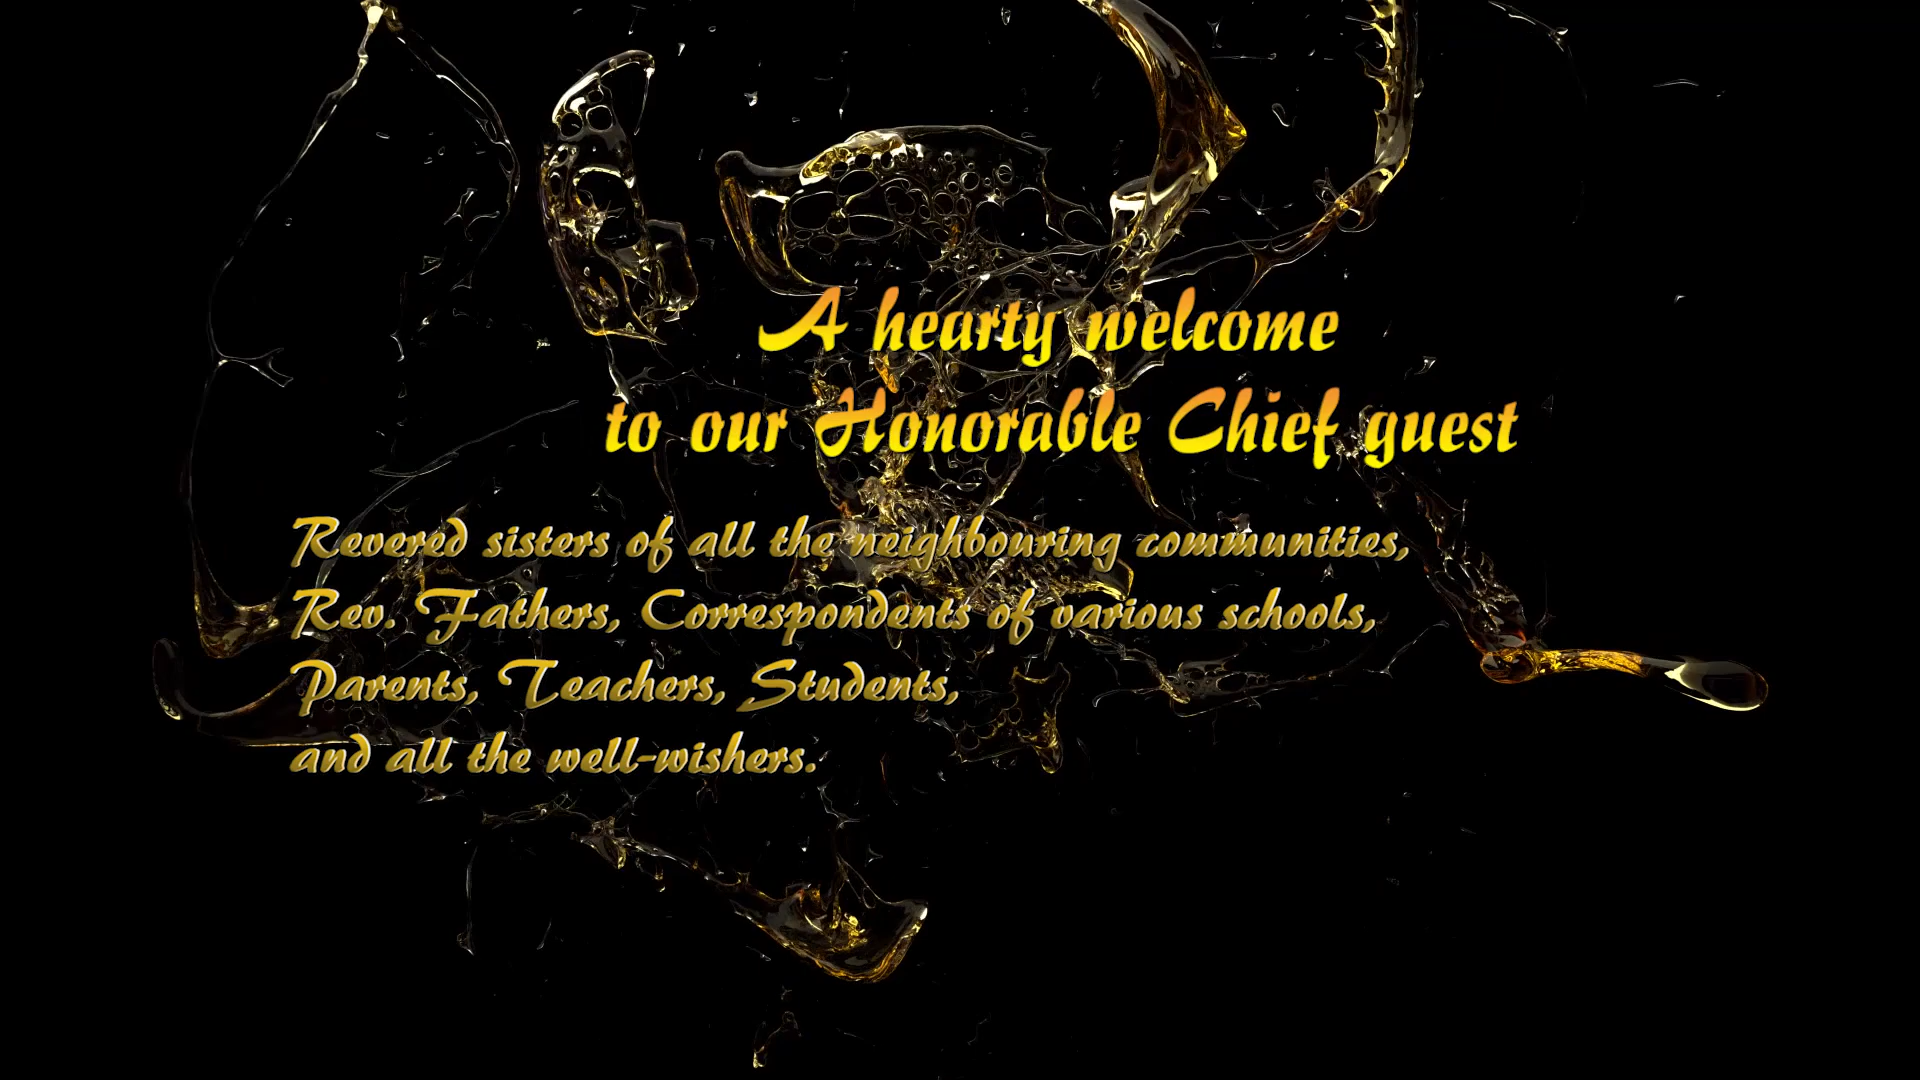 A hearty welcome
to our Honorable Chief guest
Revered sisters of all the neighbouring communities,
Rev. Fathers, Correspondents of various schools,
Parents, Teachers, Students,
and all the well-wishers.